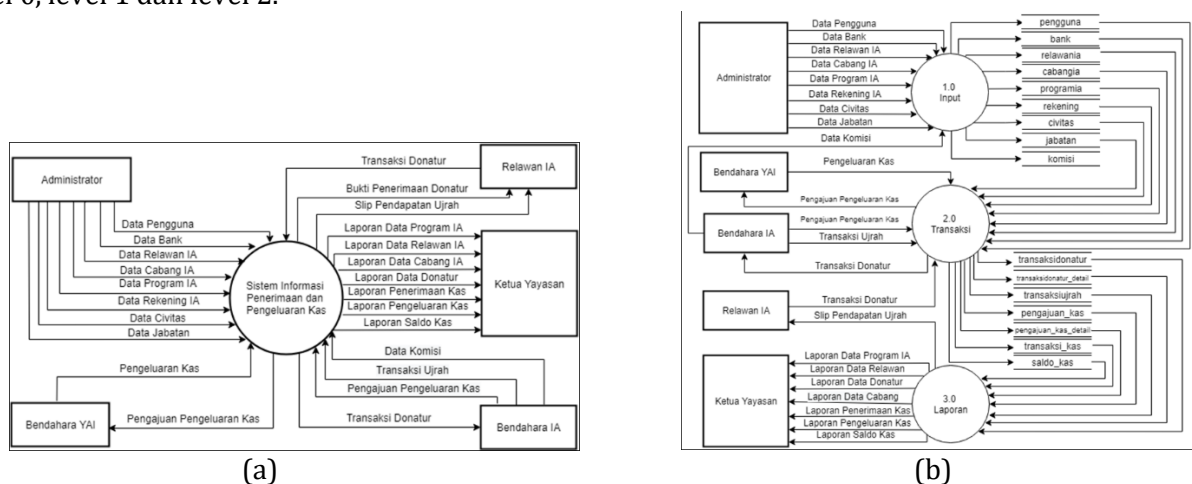 el 0, level 1 dan level 2.
Administrator
Data Pengguna
Data Bank
Data Relawan IA
Data Cabang IA
Data Program IA
Data Rekening IA
Data Civitas
Data Jabatan
Sistem Informasi
Penerimaan dan
Pengeluaran Kas
Transaksi Donatur
Relawan IA
Bukti Penerimaan Donatur
Slip Pendapatan Ujrah
Laporan Data Program IA
Laporan Data Relawan IA
Laporan Data Cabang IA
Laporan Data Donatur
Laporan Penerimaan Kas
Laporan Pengeluaran Kas
Laporan Saldo Kas
Ketua Yayasan
Data Komisi
Transaksi Ujrah
Pengajuan Pengeluaran Kas
Transaksi Donatur
Bendahara IA
Pengeluaran Kas
Bendahara YAI
Pengajuan Pengeluaran Kas
(a)
Administrator
Data Pengguna
Data Bank
Data Relawan IA
Data Cabang IA
Data Program IA
Data Rekening IA
Data Civitas
Data Jabatan
Data Komisi
1.0
Input
pengguna
bank
relawania
cabangia
programia
rekening
civitas
jabatan
komisi
Bendahara YAI
Pengeluaran Kas
Pengajuan Pengeluaran Kas
Bendahara IA
Pengajuan Pengeluaran Kas
Transaksi Ujrah
Transaksi Donatur
2.0
Transaksi
transaksidonatur
transaksidonatur_detail
transaksiujrah
pengajuan_kas
pengajuan_kas_detail
transaksi_kas
saldo_kas
Relawan IA
Transaksi Donatur
Slip Pendapatan Ujrah
Ketua Yayasan
Laporan Data Program IA
Laporan Data Relawan
Laporan Data Donatur
Laporan Data Cabang
Laporan Penerimaan Kas
Laporan Pengeluaran Kas
Laporan Saldo Kas
3.0
Laporan
(b)